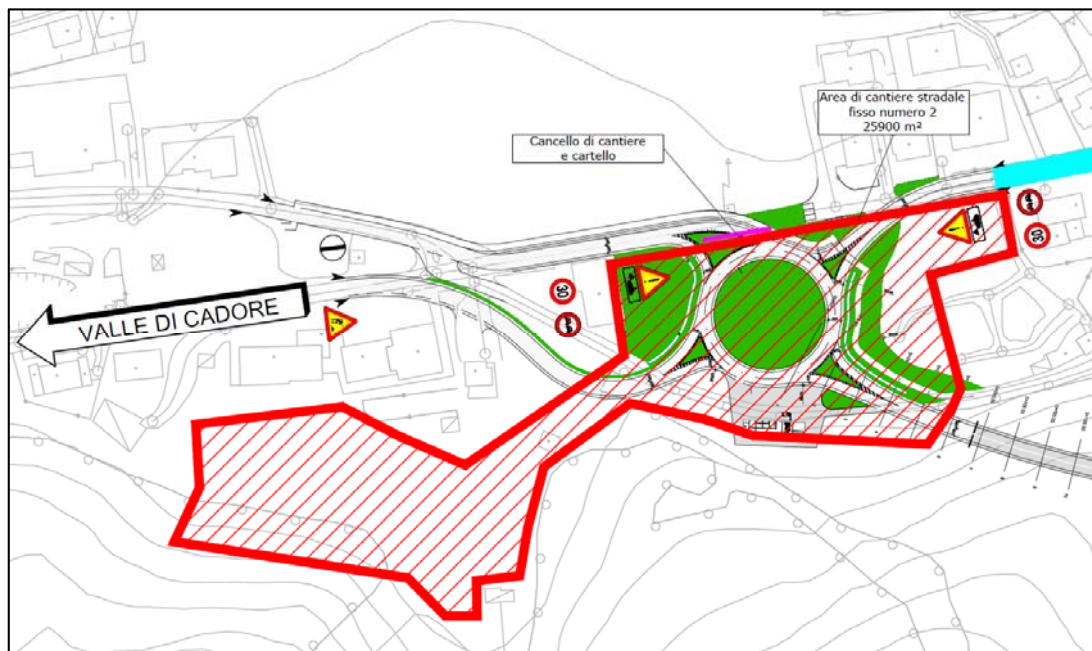 Area di cantiere stradale
fisso numero 2
25900 m²
Cancello di cantiere
e cartello
30
30
VALLE DI CADORE